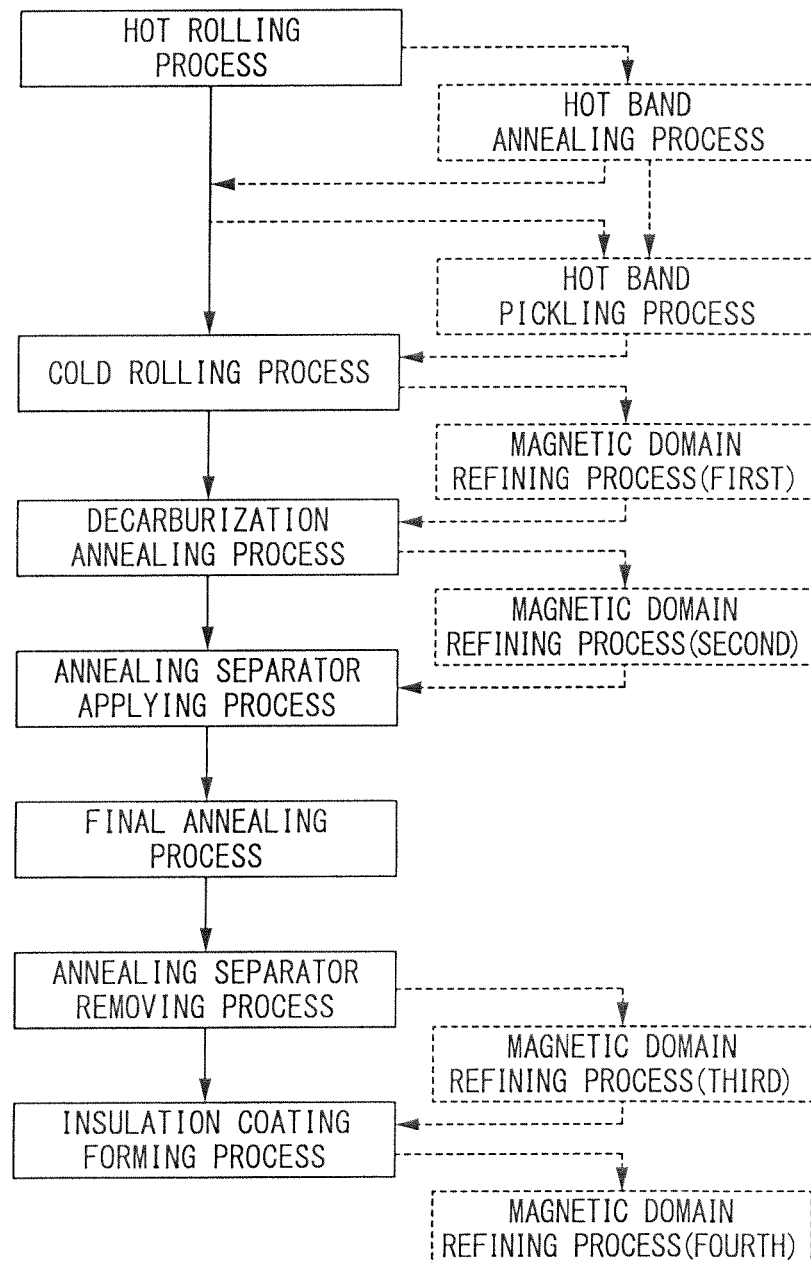 HOT ROLLING
PROCESS
HOT BAND
ANNEALING PROCESS
HOT BAND
PICKLING PROCESS
COLD ROLLING PROCESS
MAGNETIC DOMAIN
REFINING PROCESS(FIRST)
DECARBURIZATION
ANNEALING PROCESS
MAGNETIC DOMAIN
REFINING PROCESS(SECOND)
ANNEALING SEPARATOR
APPLYING PROCESS
FINAL ANNEALING
PROCESS
ANNEALING SEPARATOR
REMOVING PROCESS
MAGNETIC DOMAIN
REFINING PROCESS(THIRD)
INSULATION COATING
FORMING PROCESS
MAGNETIC DOMAIN
REFINING PROCESS(FOURTH)